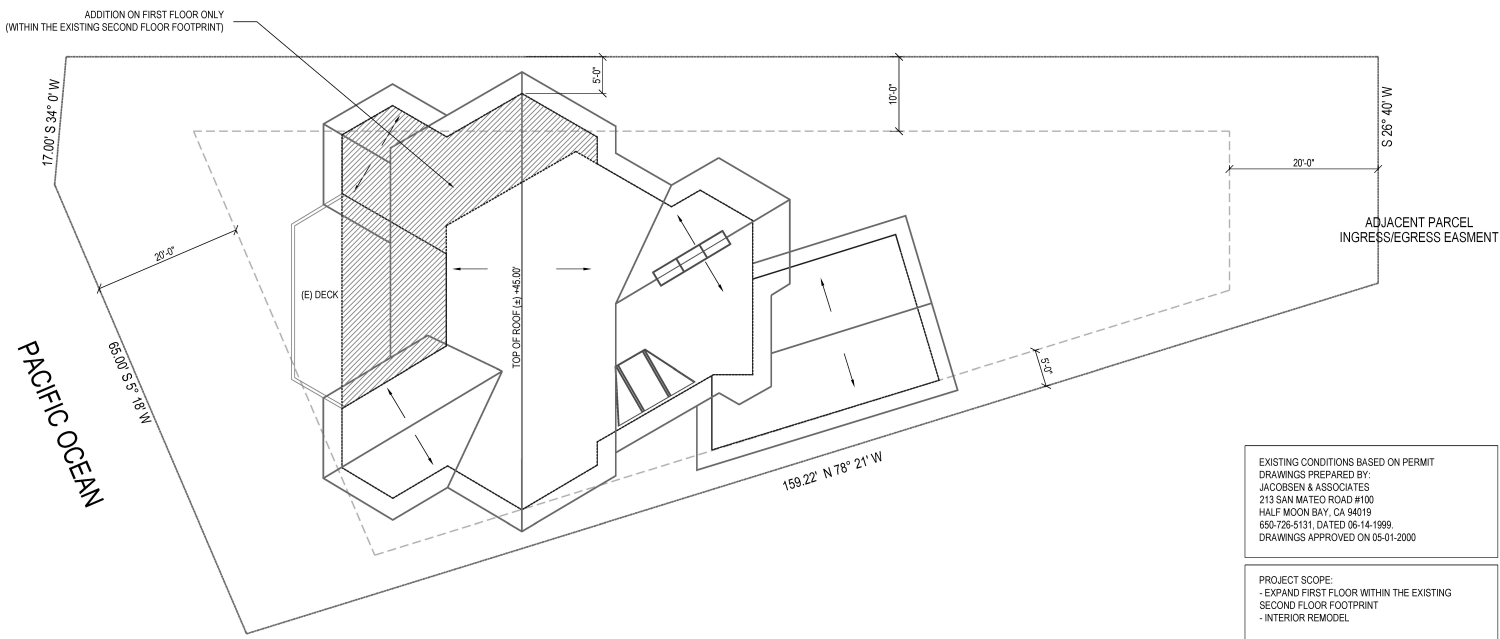 ADDITION ON FIRST FLOOR ONLY
(WITHIN THE EXISTING SECOND FLOOR FOOTPRINT)
17.00' S 34° 0' W
5'-0"
10'-0"
S 26° 40' W
20'-0"
ADJACENT PARCEL
INGRESS/EGRESS EASMENT
20'-0"
(E) DECK
TOP OF ROOF (±) +45.00'
PACIFIC OCEAN
65.00' S 5° 18' W
5'-0"
159.22' N 78° 21' W
EXISTING CONDITIONS BASED ON PERMIT
DRAWINGS PREPARED BY:
JACOBSEN & ASSOCIATES
213 SAN MATEO ROAD #100
HALF MOON BAY, CA 94019
650-726-5131, DATED 06-14-1999.
DRAWINGS APPROVED ON 05-01-2000
PROJECT SCOPE:
- EXPAND FIRST FLOOR WITHIN THE EXISTING
SECOND FLOOR FOOTPRINT
- INTERIOR REMODEL